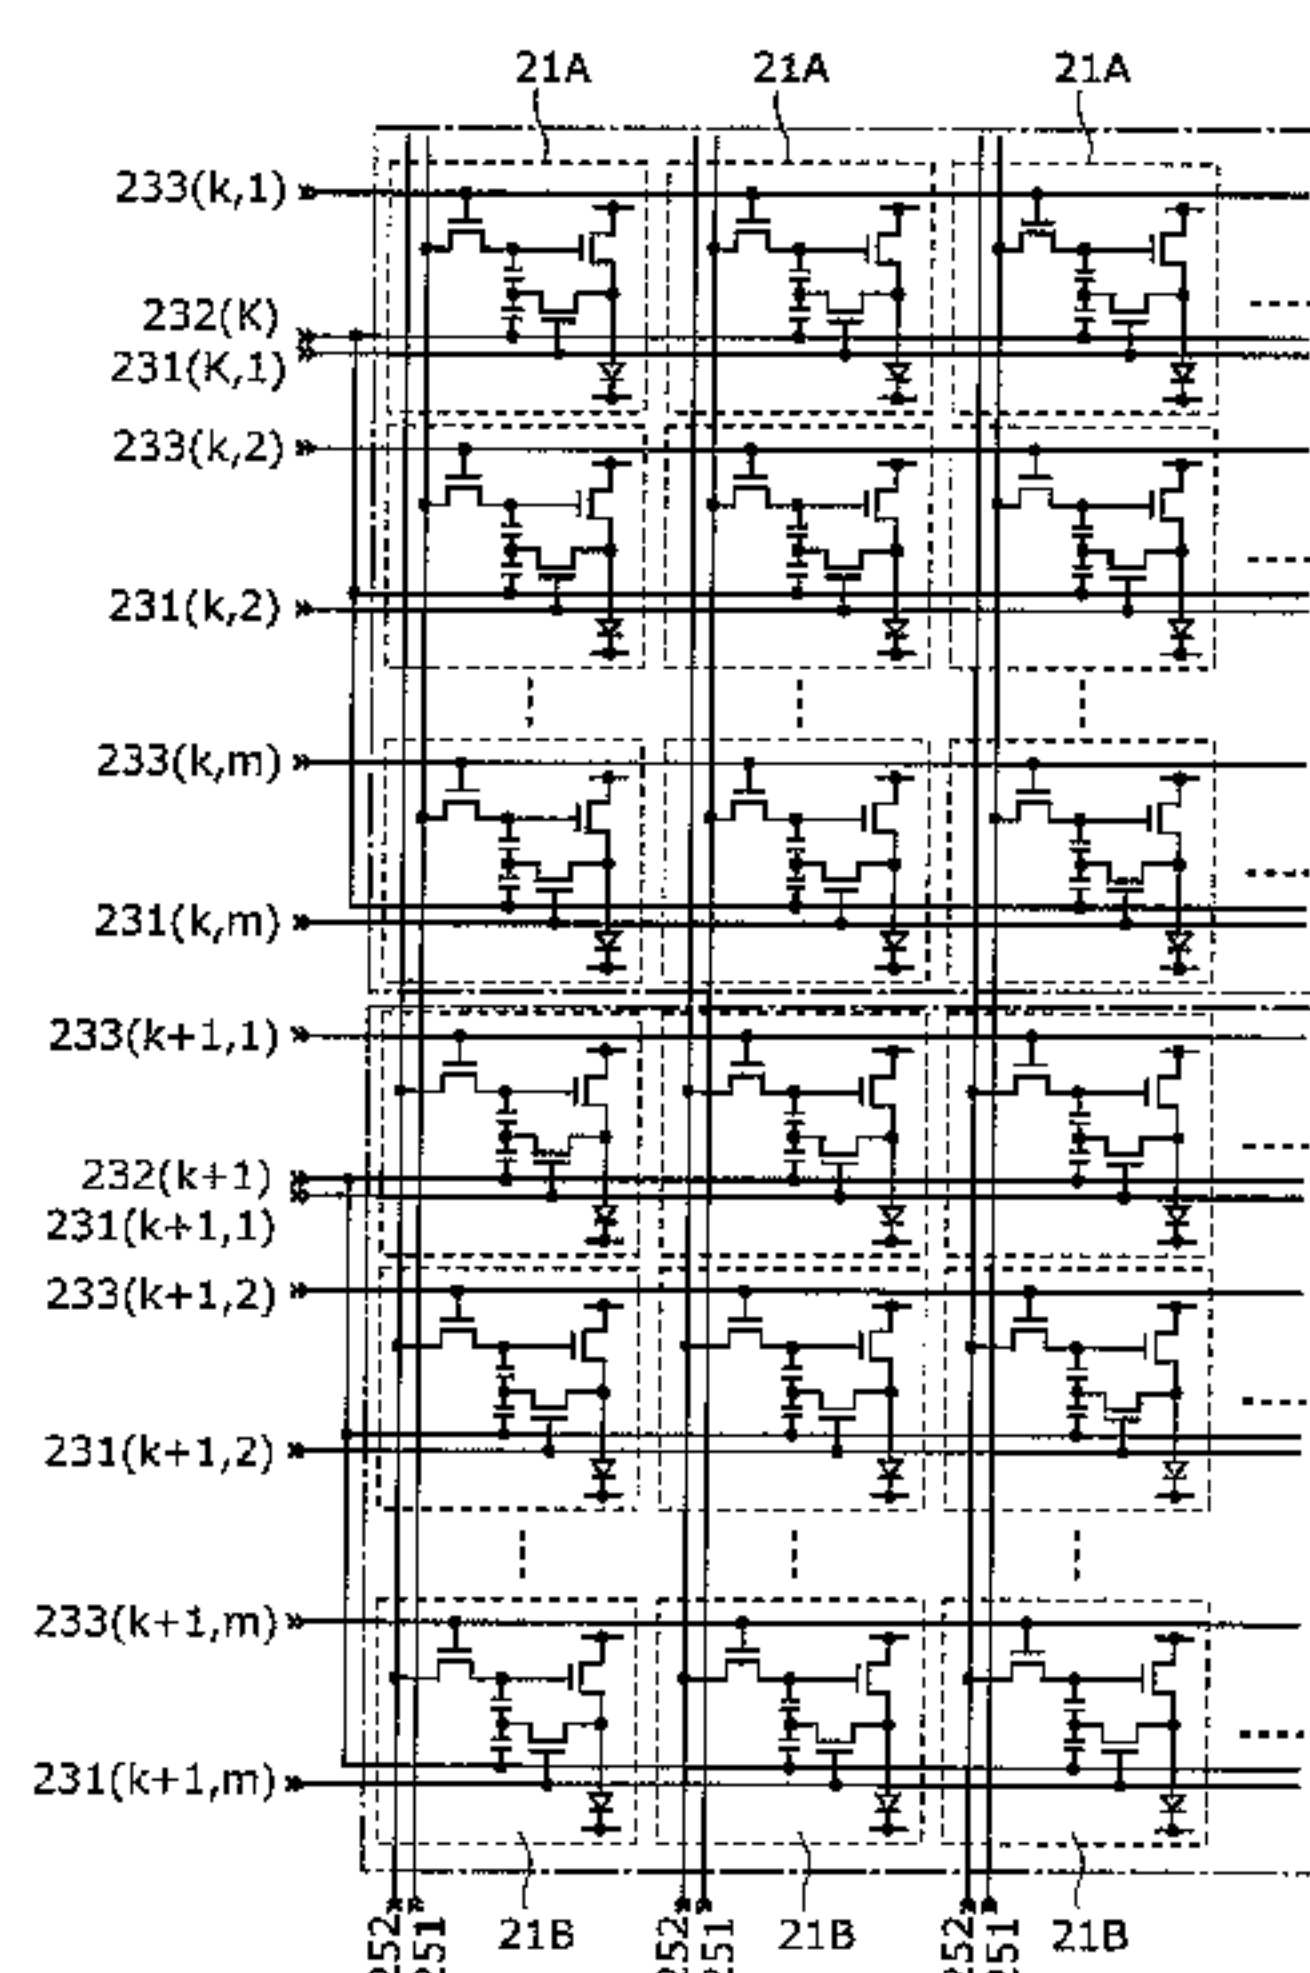 21A 21A 21A
233(k,1)
232(K)
231(K,1)
233(k,2)
231(k,2)
233(k,m)
231(k,m)
233(k+1,1)
232(k+1)
231(k+1,1)
233(k+1,2)
231(k+1,2)
233(k+1,m)
231(k+1,m)
252 251 21B 252 251 21B 252 251 21B